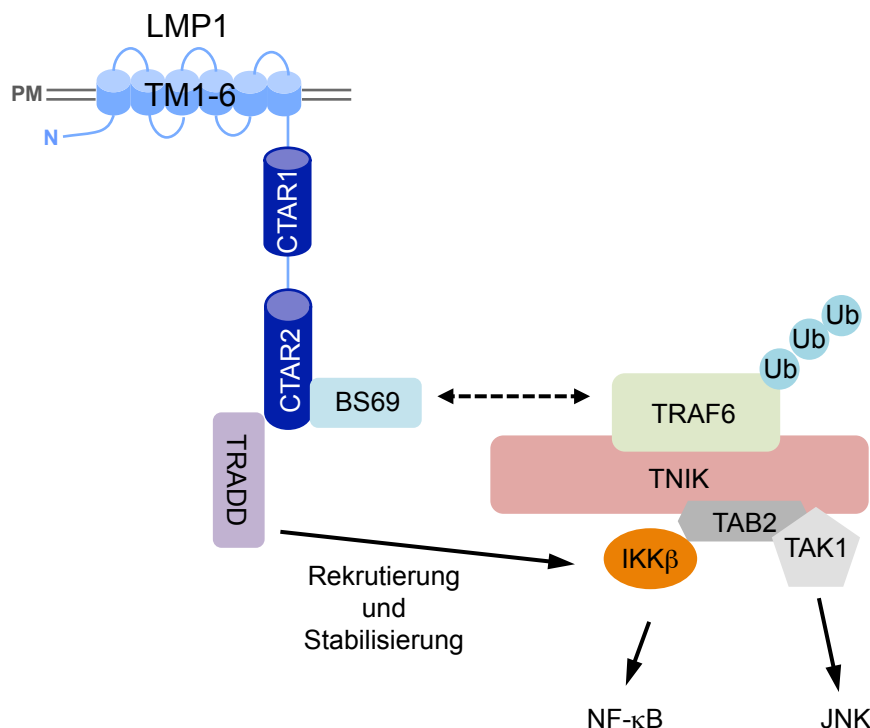 LMP1
PM
TM1-6
N
CTAR1
CTAR2
BS69
TRADD
Ub
Ub
Ub
TRAF6
TNIK
TAB2
TAK1
IKKβ
Rekrutierung
und
Stabilisierung
NF-κB
JNK